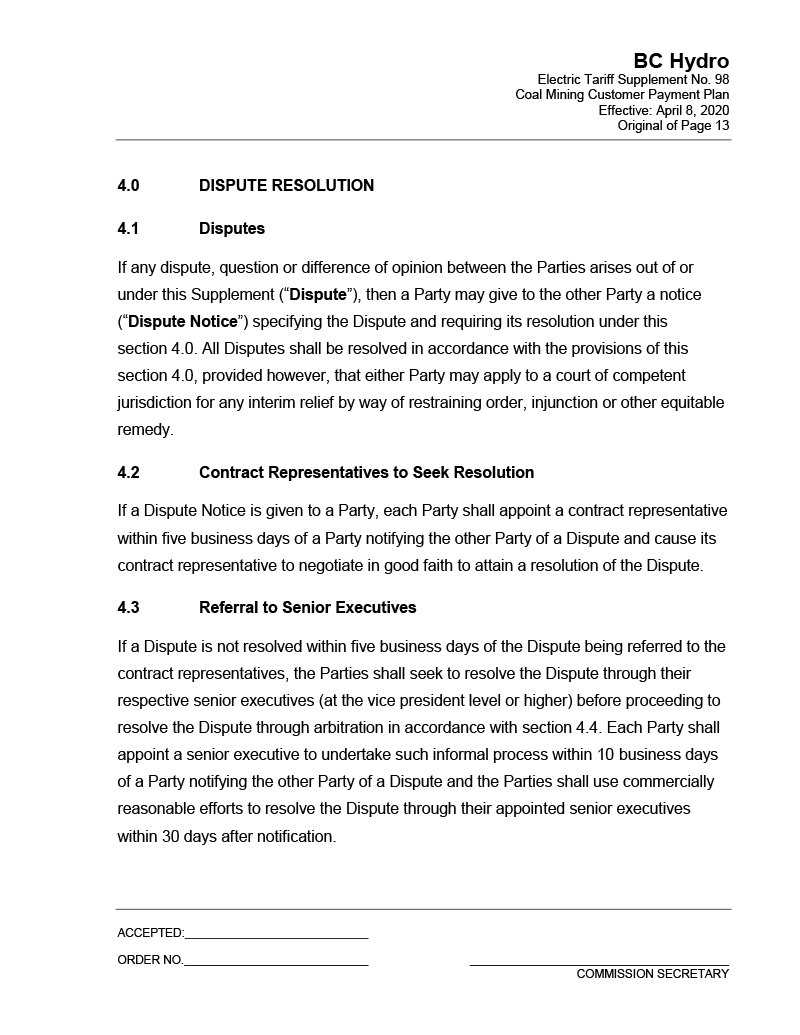 BC Hydro
Electric Tariff Supplement No. 98
Coal Mining Customer Payment Plan
Effective: April 8, 2020
Original of Page 13
4.0 DISPUTE RESOLUTION
4.1 Disputes
If any dispute, question or difference of opinion between the Parties arises out of or
under this Supplement (“Dispute”), then a Party may give to the other Party a notice
(“Dispute Notice”) specifying the Dispute and requiring its resolution under this
section 4.0. All Disputes shall be resolved in accordance with the provisions of this
section 4.0, provided however, that either Party may apply to a court of competent
jurisdiction for any interim relief by way of restraining order, injunction or other equitable
remedy.
4.2 Contract Representatives to Seek Resolution
If a Dispute Notice is given to a Party, each Party shall appoint a contract representative
within five business days of a Party notifying the other Party of a Dispute and cause its
contract representative to negotiate in good faith to attain a resolution of the Dispute.
4.3 Referral to Senior Executives
If a Dispute is not resolved within five business days of the Dispute being referred to the
contract representatives, the Parties shall seek to resolve the Dispute through their
respective senior executives (at the vice president level or higher) before proceeding to
resolve the Dispute through arbitration in accordance with section 4.4. Each Party shall
appoint a senior executive to undertake such informal process within 10 business days
of a Party notifying the other Party of a Dispute and the Parties shall use commercially
reasonable efforts to resolve the Dispute through their appointed senior executives
within 30 days after notification.
ACCEPTED:
ORDER NO.
COMMISSION SECRETARY